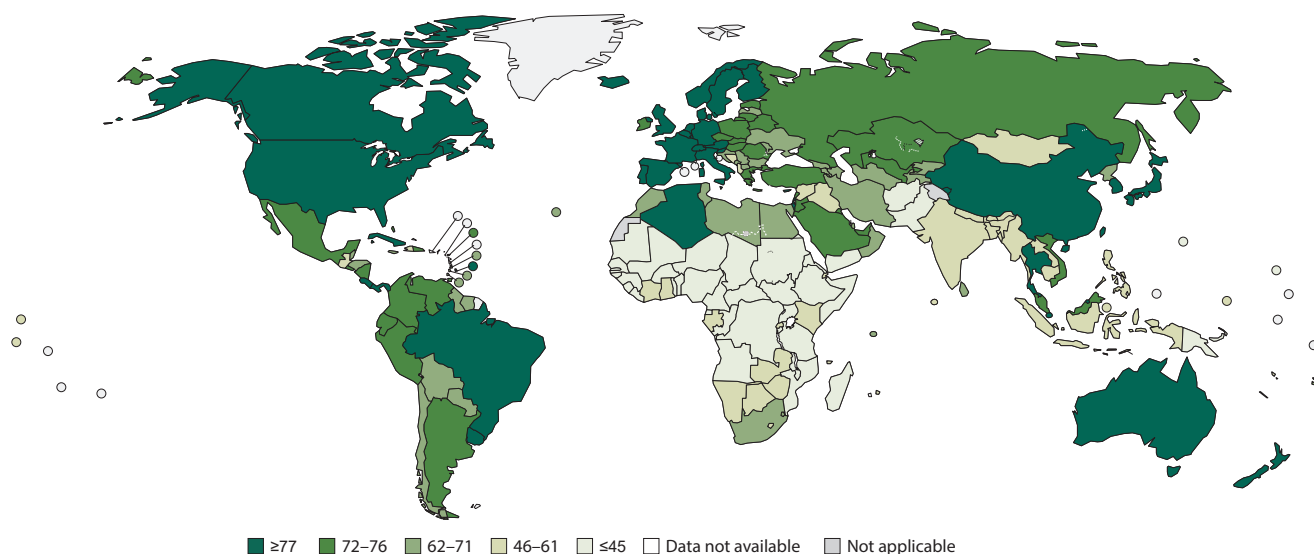 ≥77 72–76 62–71 46–61 ≤45 Data not available Not applicable